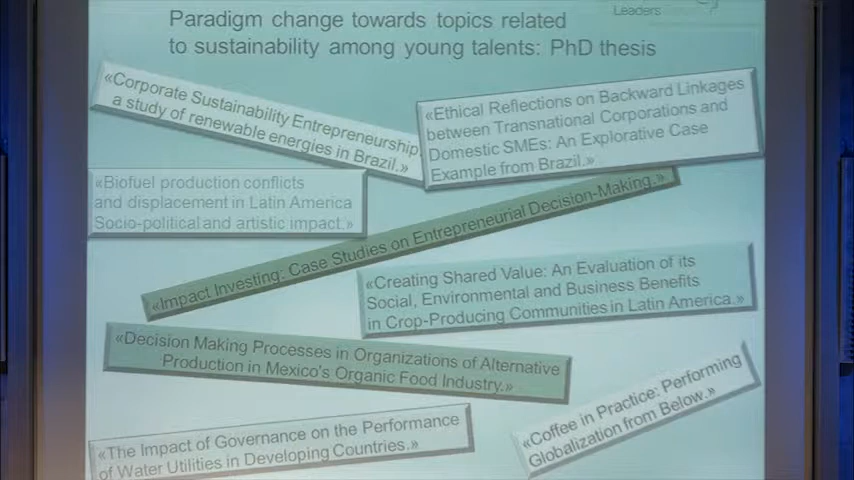 Leaders
Paradigm change towards topics related
to sustainability among young talents: PhD thesis
«Corporate Sustainability Entrepreneurship
a study of renewable energies in Brazil.»
«Ethical Reflections on Backward Linkages
between Transnational Corporations and
Domestic SMEs: An Explorative Case
Example from Brazil.»
«Biofuel production conflicts
and displacement in Latin America
Socio-political and artistic impact.»
«Impact Investing: Case Studies on Entrepreneurial Decision-Making.»
«Creating Shared Value: An Evaluation of its
Social, Environmental and Business Benefits
in Crop-Producing Communities in Latin America.»
«Decision Making Processes in Organizations of Alternative
Production in Mexico's Organic Food Industry.»
«Coffee in Practice: Performing
Globalization from Below.»
«The Impact of Governance on the Performance
of Water Utilities in Developing Countries.»